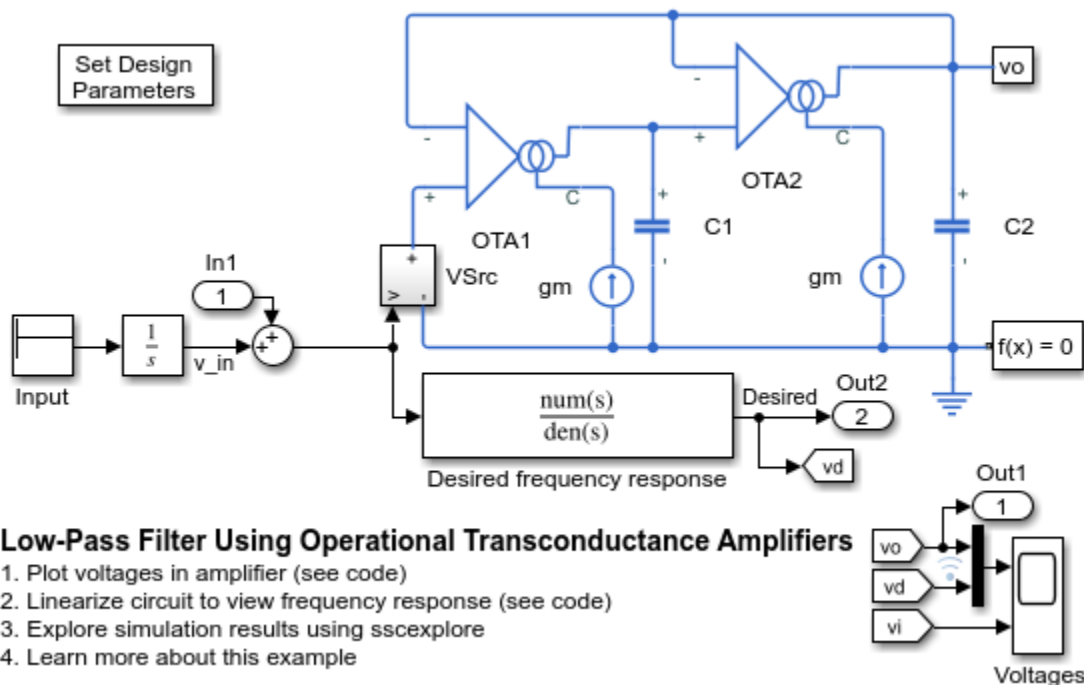 Set Design
Parameters
vo
-
+
C
OTA1
-
+
C
OTA2
+
'
C1
+
'
C2
gm
gm
+
> '
VSrc
In1
1
1
s
v_in
+
+
Input
f(x) = 0
num(s)
den(s)
Desired
Out2
2
vd
Desired frequency response
Out1
1
Low-Pass Filter Using Operational Transconductance Amplifiers
1. Plot voltages in amplifier (see code)
2. Linearize circuit to view frequency response (see code)
3. Explore simulation results using sscexplore
4. Learn more about this example
vo
vd
vi
Voltages